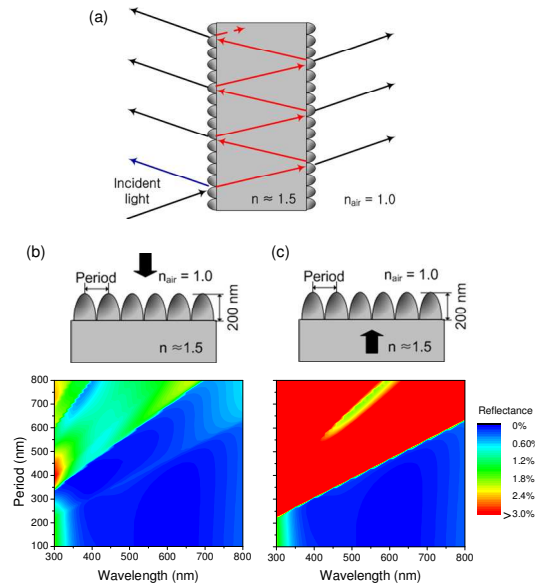 (a)
Incident
light
n ≈ 1.5
n_air = 1.0
(b)
Period
n_air = 1.0
200 nm
n ≈1.5
(c)
Period
n_air = 1.0
200 nm
n ≈1.5
Period (nm)
800
700
600
500
400
300
200
100
300 400 500 600 700 800
Wavelength (nm)
300 400 500 600 700 800
Wavelength (nm)
Reflectance
0%
0.60%
1.2%
1.8%
2.4%
>3.0%